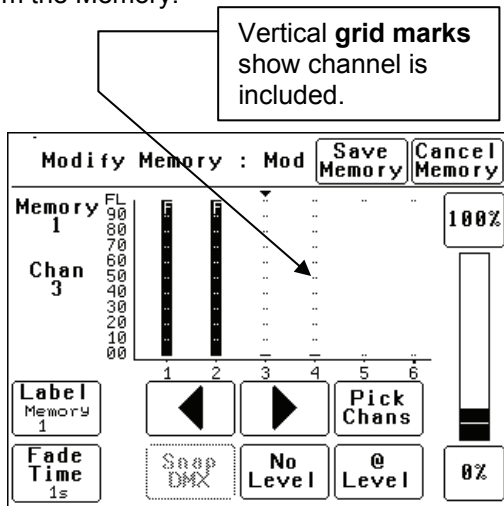 m the Memory.
Vertical grid marks
show channel is
included.
Modify Memory : Mod
Save
Memory
Cancel
Memory
Memory
1
Chan
3
FL
90
80
70
60
50
40
30
20
10
00
F
F
1 2 3 4 5 6
100%
0%
Label
Memory
1
Pick
Chans
Fade
Time
1s
Snap
DMX
No
Level
@
Level